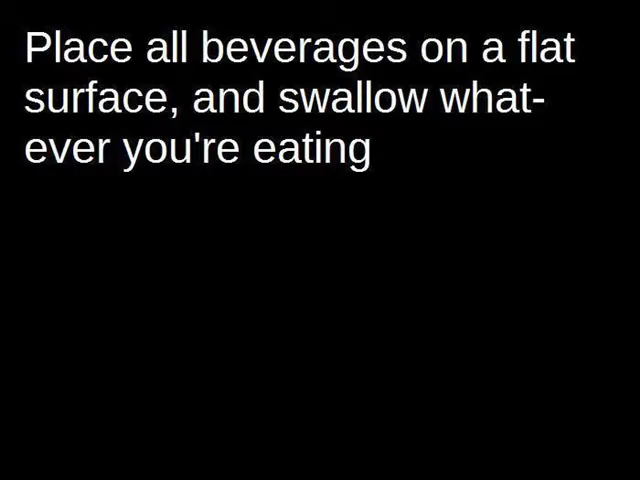 Place all beverages on a flat
surface, and swallow what-
ever you're eating